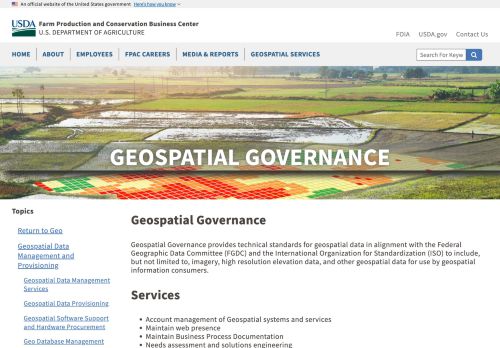 An official website of the United States government Here's how you know
USDA Farm Production and Conservation Business Center
U.S. DEPARTMENT OF AGRICULTURE
FOIA USDA.gov Contact Us
HOME ABOUT EMPLOYEES FPAC CAREERS MEDIA & REPORTS GEOSPATIAL SERVICES
Search For Keyw
GEOSPATIAL GOVERNANCE
Topics
Return to Geo
Geospatial Data
Management and
Provisioning
Geospatial Data Management
Services
Geospatial Data Provisioning
Geospatial Software Support
and Hardware Procurement
Geo Database Management
Geospatial Governance
Geospatial Governance provides technical standards for geospatial data in alignment with the Federal
Geographic Data Committee (FGDC) and the International Organization for Standardization (ISO) to include,
but not limited to, imagery, high resolution elevation data, and other geospatial data for use by geospatial
information consumers.
Services
• Account management of Geospatial systems and services
• Maintain web presence
• Maintain Business Process Documentation
• Needs assessment and solutions engineering